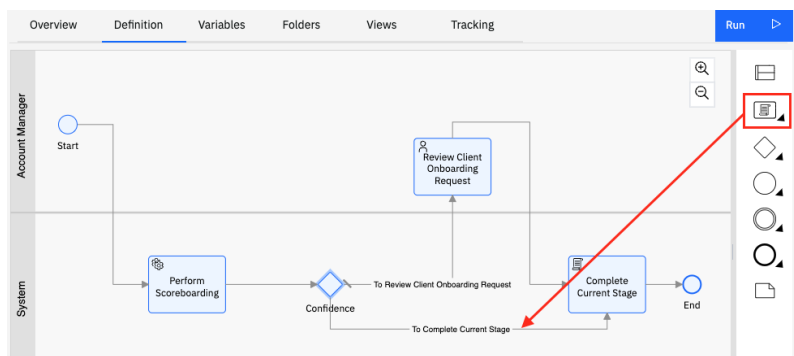 Overview
Definition
Variables
Folders
Views
Tracking
Run
Account Manager
Start
Review Client
Onboarding
Request
System
Perform
Scoreboarding
Confidence
To Review Client Onboarding Request
To Complete Current Stage
Complete
Current Stage
End